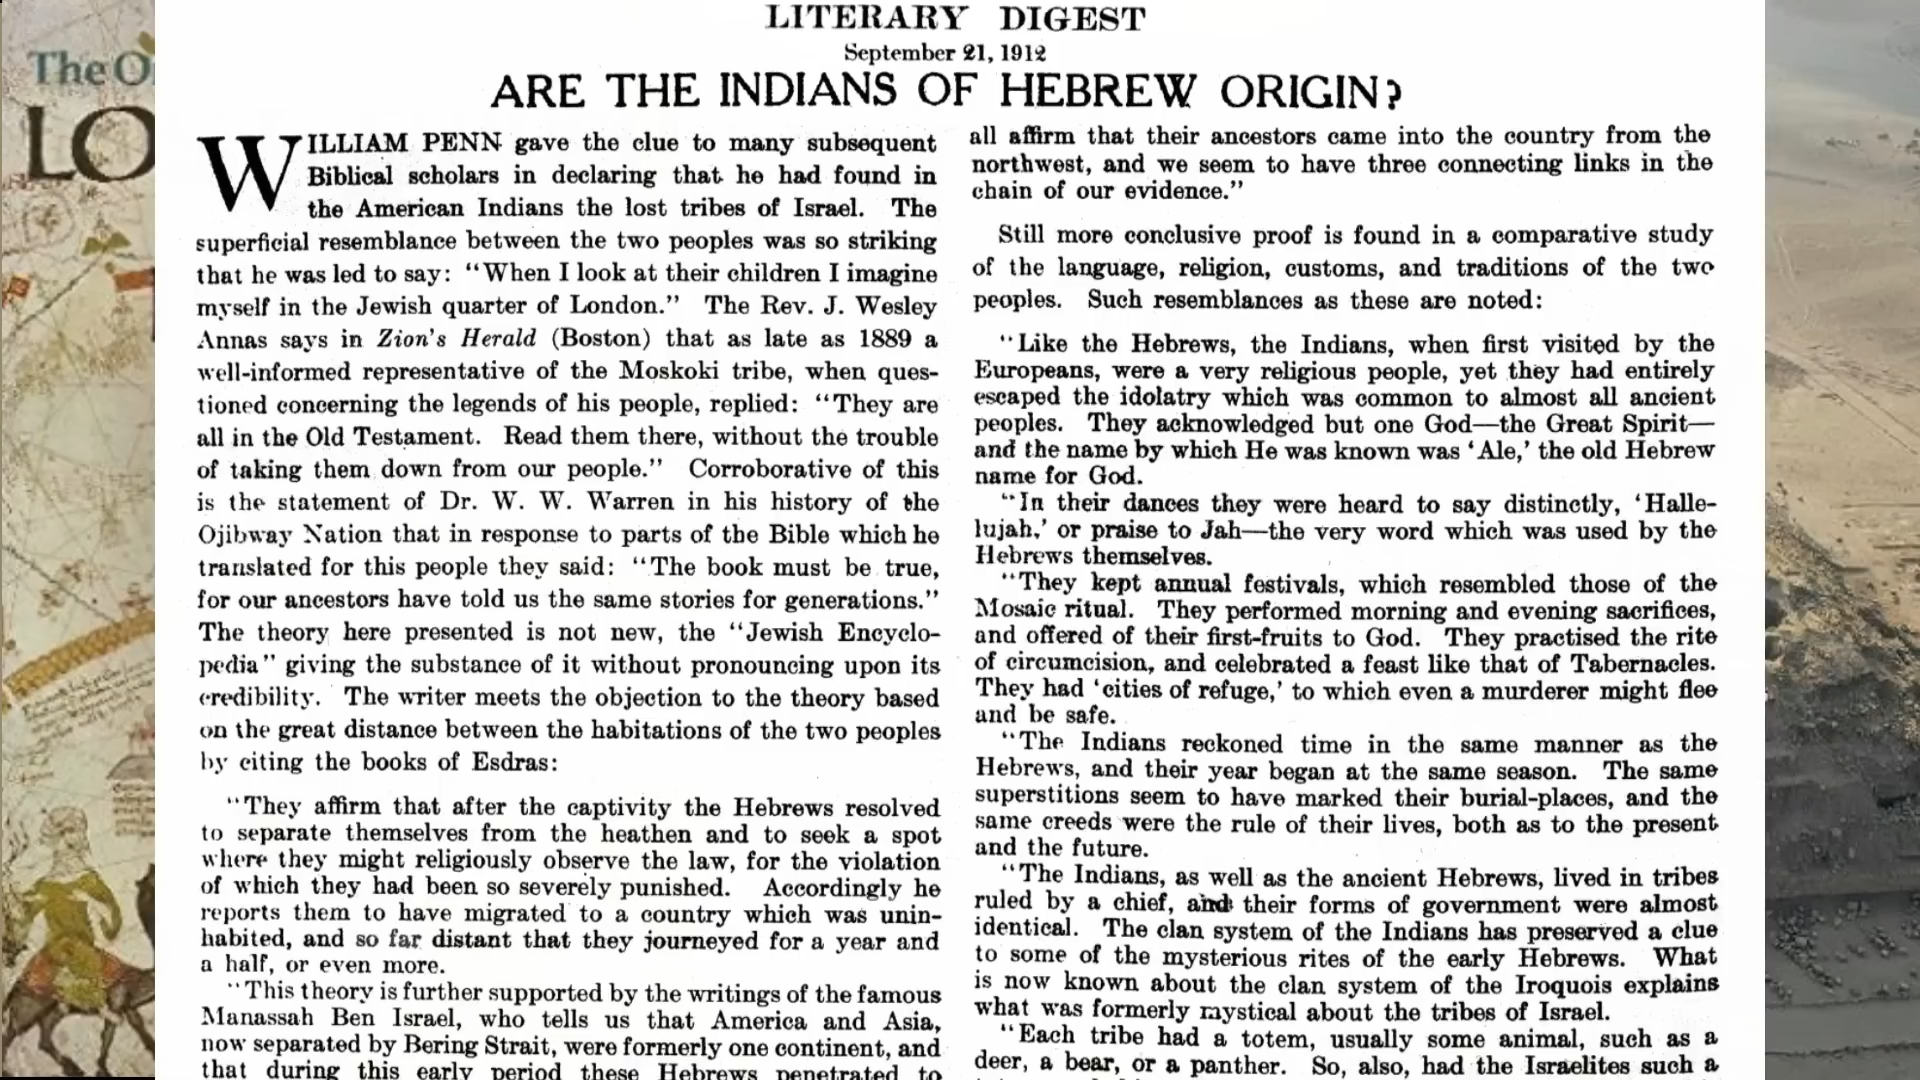 The O
LO
LITERARY DIGEST
September 21, 1912
ARE THE INDIANS OF HEBREW ORIGIN?
WILLIAM PENN gave the clue to many subsequent
Biblical scholars in declaring that he had found in
the American Indians the lost tribes of Israel. The
superficial resemblance between the two peoples was so striking
that he was led to say: "When I look at their children I imagine
myself in the Jewish quarter of London." The Rev. J. Wesley
Annas says in Zion's Herald (Boston) that as late as 1889 a
well-informed representative of the Moskoki tribe, when ques-
tioned concerning the legends of his people, replied: "They are
all in the Old Testament. Read them there, without the trouble
of taking them down from our people." Corroborative of this
is the statement of Dr. W. W. Warren in his history of the
Ojibway Nation that in response to parts of the Bible which he
translated for this people they said: "The book must be true,
for our ancestors have told us the same stories for generations."
The theory here presented is not new, the "Jewish Encyclo-
pedia" giving the substance of it without pronouncing upon its
credibility. The writer meets the objection to the theory based
on the great distance between the habitations of the two peoples
by citing the books of Esdras:
"They affirm that after the captivity the Hebrews resolved
to separate themselves from the heathen and to seek a spot
where they might religiously observe the law, for the violation
of which they had been so severely punished. Accordingly he
reports them to have migrated to a country which was unin-
habited, and so far distant that they journeyed for a year and
a half, or even more.
"This theory is further supported by the writings of the famous
Manassah Ben Israel, who tells us that America and Asia,
now separated by Bering Strait, were formerly one continent, and
that during this early period these Hebrews penetrated to
all affirm that their ancestors came into the country from the
northwest, and we seem to have three connecting links in the
chain of our evidence."
Still more conclusive proof is found in a comparative study
of the language, religion, customs, and traditions of the two
peoples. Such resemblances as these are noted:
"Like the Hebrews, the Indians, when first visited by the
Europeans, were a very religious people, yet they had entirely
escaped the idolatry which was common to almost all ancient
peoples. They acknowledged but one God—the Great Spirit—
and the name by which He was known was 'Ale,' the old Hebrew
name for God.
"In their dances they were heard to say distinctly, 'Halle-
lujah,' or praise to Jah—the very word which was used by the
Hebrews themselves.
"They kept annual festivals, which resembled those of the
Mosaic ritual. They performed morning and evening sacrifices,
and offered of their first-fruits to God. They practised the rite
of circumcision, and celebrated a feast like that of Tabernacles.
They had 'cities of refuge,' to which even a murderer might flee
and be safe.
"The Indians reckoned time in the same manner as the
Hebrews, and their year began at the same season. The same
superstitions seem to have marked their burial-places, and the
same creeds were the rule of their lives, both as to the present
and the future.
"The Indians, as well as the ancient Hebrews, lived in tribes
ruled by a chief, and their forms of government were almost
identical. The clan system of the Indians has preserved a clue
to some of the mysterious rites of the early Hebrews. What
is now known about the clan system of the Iroquois explains
what was formerly mystical about the tribes of Israel.
"Each tribe had a totem, usually some animal, such as a
deer, a bear, or a panther. So, also, had the Israelites such a